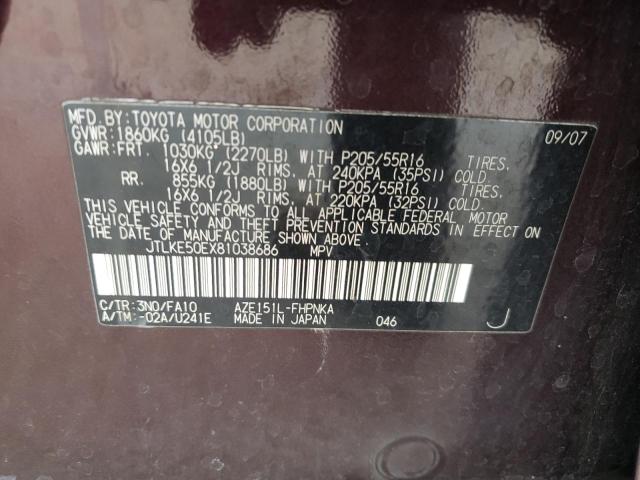 MFD.BY:TOYOTA MOTOR CORPORATION 09/07
GVWR:1860KG (4105LB)
GAWR:FRT. 1030KG (2270LB) WITH P205/55R16 TIRES,
16X6 1/2J RIMS, AT 240KPA (35PSI) COLD.
RR. 855KG (1880LB) WITH P205/55R16 TIRES,
16X6 1/2J RIMS, AT 220KPA (32PSI) COLD.
THIS VEHICLE CONFORMS TO ALL APPLICABLE FEDERAL MOTOR
VEHICLE SAFETY AND THEFT PREVENTION STANDARDS IN EFFECT ON
THE DATE OF MANUFACTURE SHOWN ABOVE.
JTLKE50EX81038686 MPV
C/TR:3N0/FA10 AZE151L-FHPNKA
A/TM:-02A/U241E MADE IN JAPAN 046 J